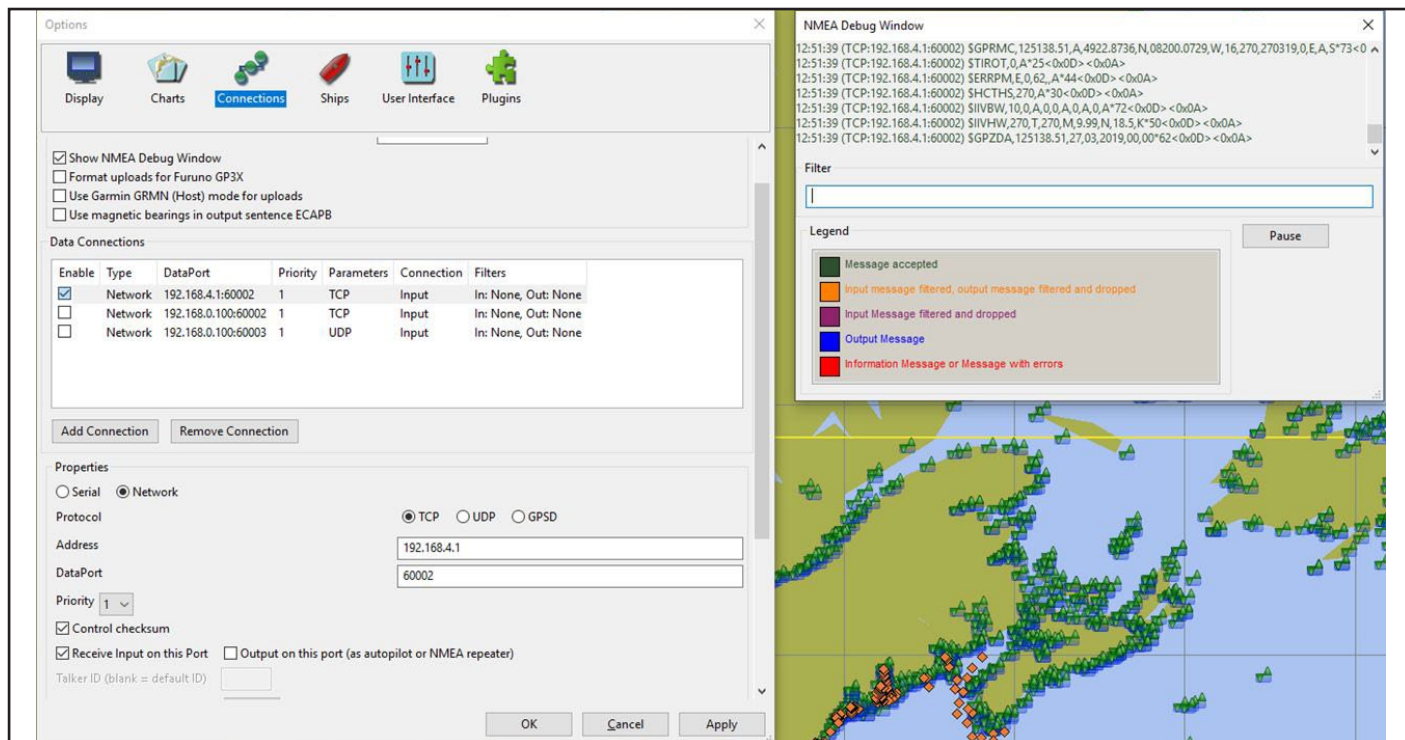 Options
Display Charts Connections Ships User Interface Plugins
Show NMEA Debug Window
Format uploads for Furuno GP3X
Use Garmin GRMN (Host) mode for uploads
Use magnetic bearings in output sentence ECAPB
Data Connections
Enable Type DataPort Priority Parameters Connection Filters
Network 192.168.4.1:60002 1 TCP Input In: None, Out: None
Network 192.168.0.100:60002 1 TCP Input In: None, Out: None
Network 192.168.0.100:60003 1 UDP Input In: None, Out: None
Add Connection Remove Connection
Properties
Serial Network
Protocol TCP UDP GPSD
Address 192.168.4.1
DataPort 60002
Priority 1
Control checksum
Receive Input on this Port Output on this port (as autopilot or NMEA repeater)
Talker ID (blank = default ID)
OK Cancel Apply
NMEA Debug Window
12:51:39 (TCP:192.168.4.1:60002) $GPRMC,125138.51,A,4922.8736,N,08200.0729,W,16,270,270319,0,E,A,S*73<0
12:51:39 (TCP:192.168.4.1:60002) $TIROT,0,A*25<0x0D><0x0A>
12:51:39 (TCP:192.168.4.1:60002) $ERRPM,E,0,62,,A*44<0x0D><0x0A>
12:51:39 (TCP:192.168.4.1:60002) $HCTHS,270,A*30<0x0D><0x0A>
12:51:39 (TCP:192.168.4.1:60002) $IIVBW,10,0,A,0,0,A,0,A,0,A*72<0x0D><0x0A>
12:51:39 (TCP:192.168.4.1:60002) $IIVHW,270,T,270,M,9.99,N,18.5,K*50<0x0D><0x0A>
12:51:39 (TCP:192.168.4.1:60002) $GPZDA,125138.51,27,03,2019,00,00*62<0x0D><0x0A>
Filter
Legend
Message accepted
Input message filtered, output message filtered and dropped
Input Message filtered and dropped
Output Message
Information Message or Message with errors
Pause